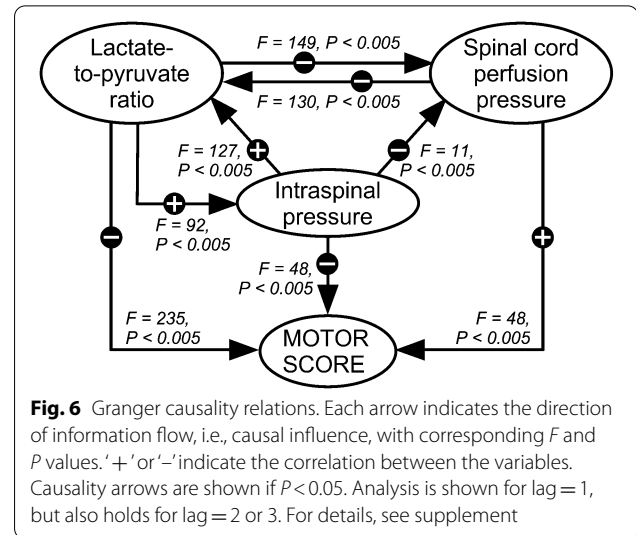 Lactate-
to-pyruvate
ratio
F = 149, P < 0.005
–
–
F = 130, P < 0.005
Spinal cord
perfusion
pressure
F = 127,
P < 0.005
+
–
F = 11,
P < 0.005
Intraspinal
pressure
+
F = 92,
P < 0.005
–
+
–
F = 48,
P < 0.005
F = 235,
P < 0.005
MOTOR
SCORE
F = 48,
P < 0.005
Fig. 6 Granger causality relations. Each arrow indicates the direction
of information flow, i.e., causal influence, with corresponding F and
P values. ‘+’ or ‘–’ indicate the correlation between the variables.
Causality arrows are shown if P < 0.05. Analysis is shown for lag = 1,
but also holds for lag = 2 or 3. For details, see supplement